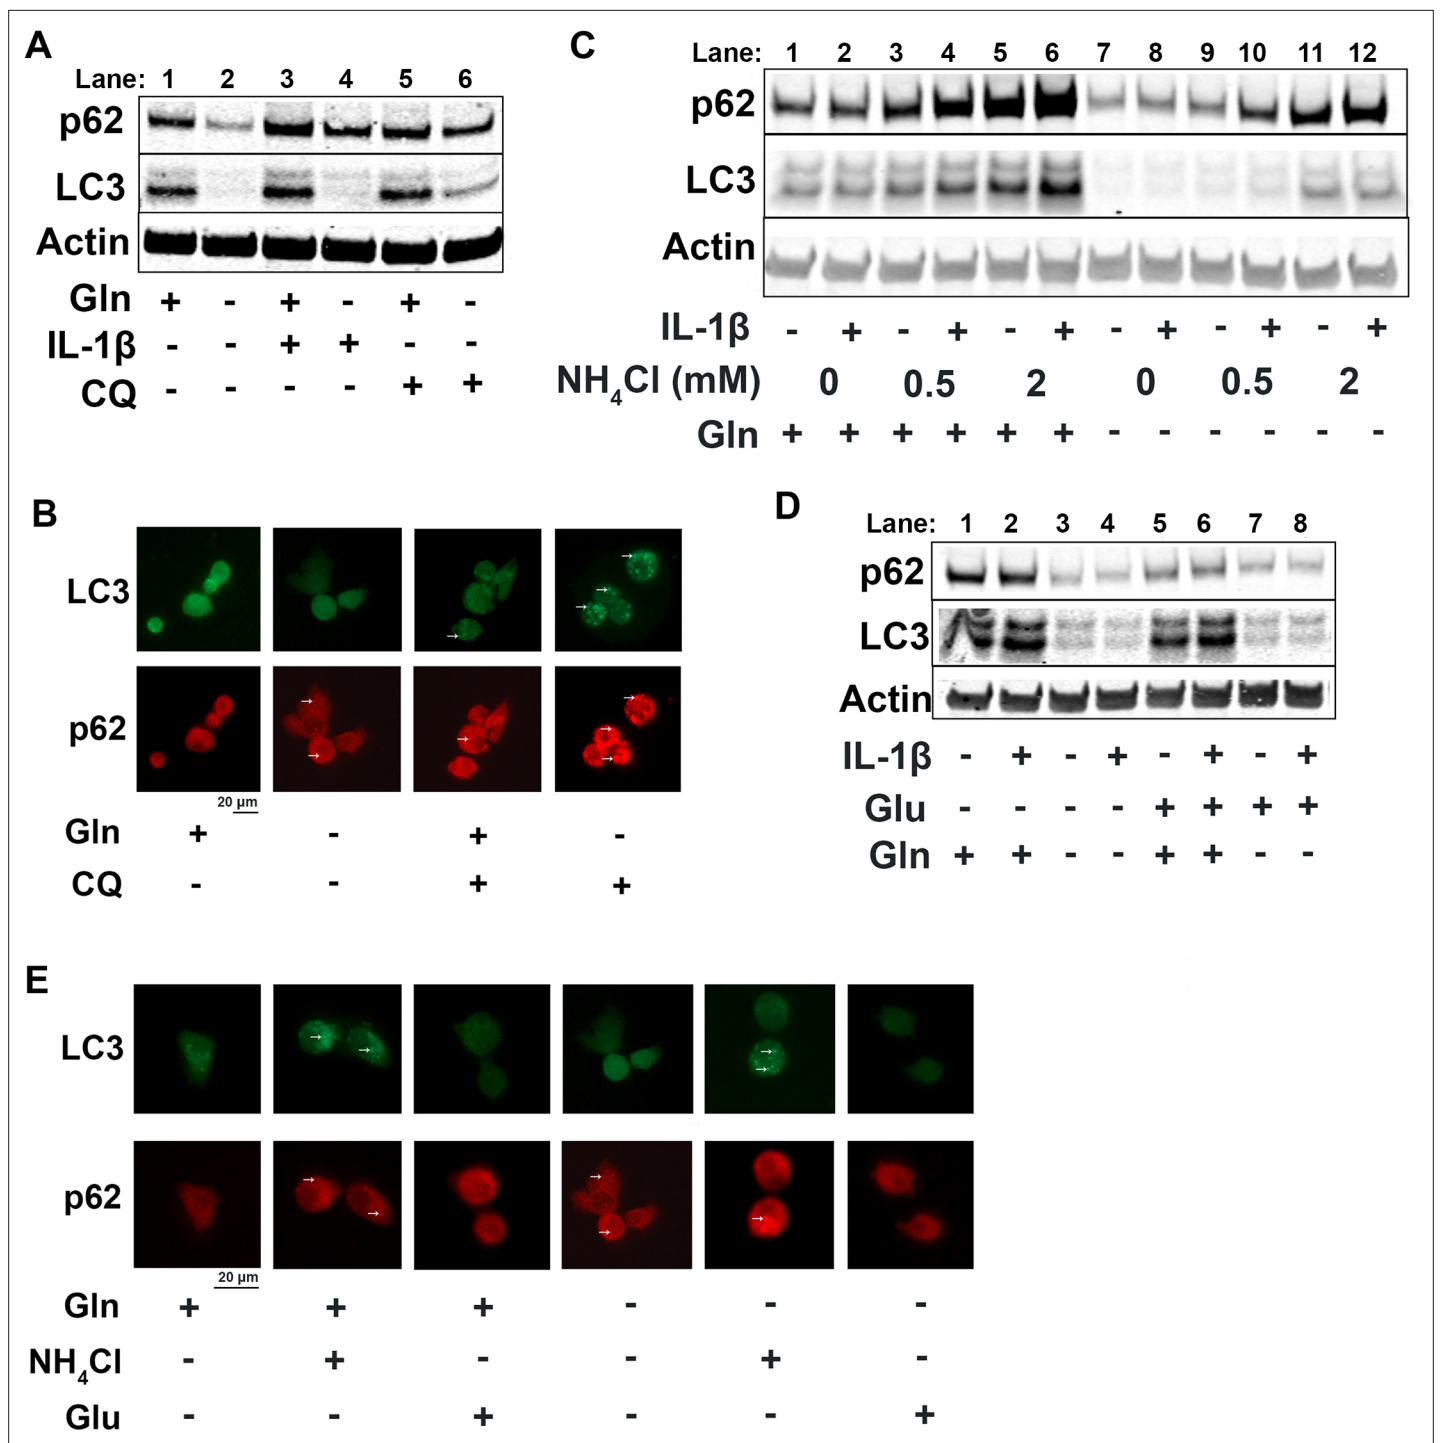 A
Lane: 1 2 3 4 5 6
p62
LC3
Actin
Gln + - + - + -
IL-1β - - + + - -
CQ - - - - + +
C
Lane: 1 2 3 4 5 6 7 8 9 10 11 12
p62
LC3
Actin
IL-1β - + - + - + - + - + - +
NH4Cl (mM) 0 0.5 2 0 0.5 2
Gln + + + + + + - - - - - -
B
LC3
p62
20 µm
Gln + - + -
CQ - - + +
D
Lane: 1 2 3 4 5 6 7 8
p62
LC3
Actin
IL-1β - + - + - + - +
Glu - - - - + + + +
Gln + + - - + + - -
E
LC3
p62
20 µm
Gln + + + - - -
NH4Cl - + - - + -
Glu - - + - - +